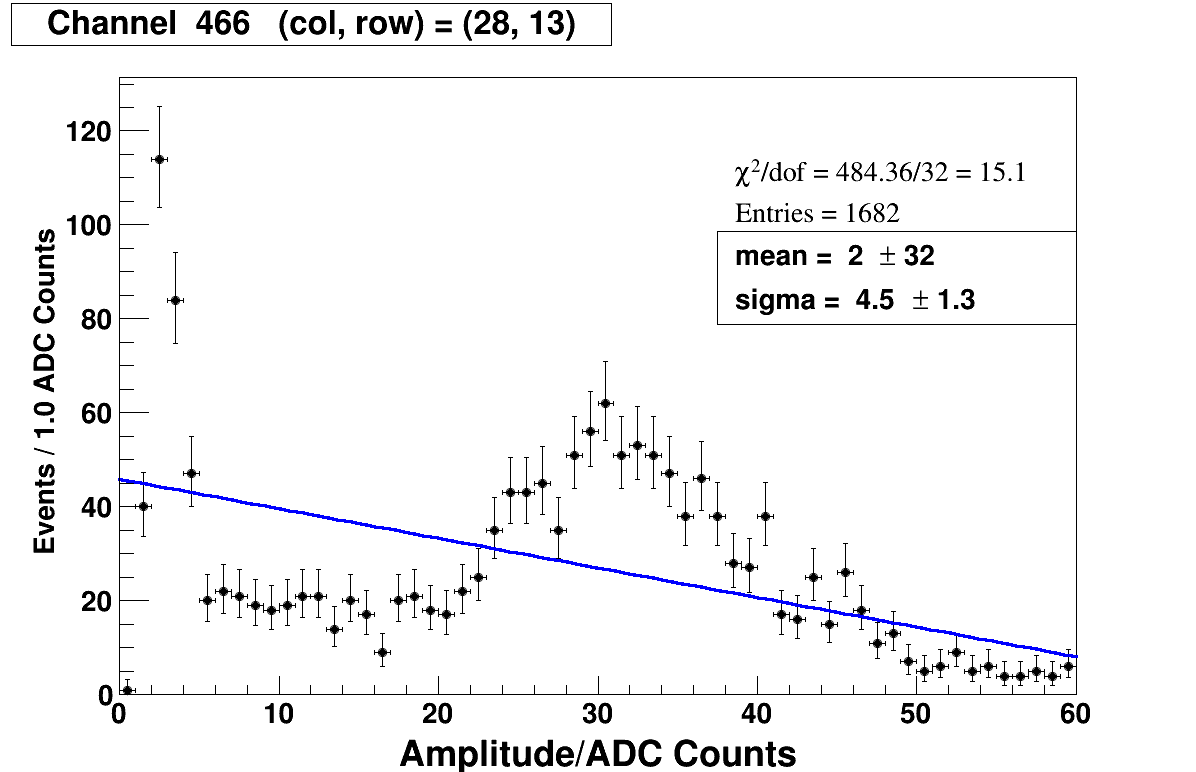 Channel 466 (col, row) = (28, 13)
120
100
80
60
40
20
0
Events / 1.0 ADC Counts
χ²/dof = 484.36/32 = 15.1
Entries = 1682
mean = 2 ± 32
sigma = 4.5 ± 1.3
0 10 20 30 40 50 60
Amplitude/ADC Counts